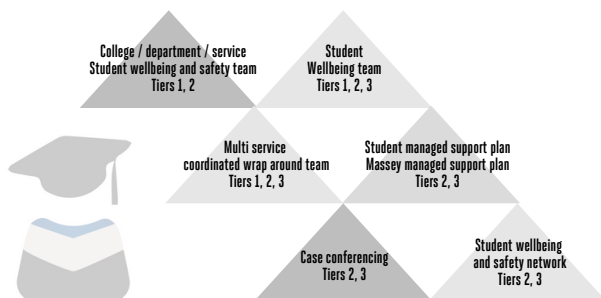 College / department / service
Student wellbeing and safety team
Tiers 1, 2
Student
Wellbeing team
Tiers 1, 2, 3
Multi service
coordinated wrap around team
Tiers 1, 2, 3
Student managed support plan
Massey managed support plan
Tiers 2, 3
Case conferencing
Tiers 2, 3
Student wellbeing
and safety network
Tiers 2, 3